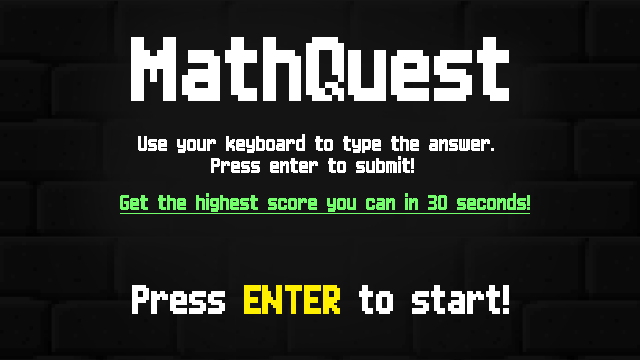 MathQuest
Use your keyboard to type the answer.
Press enter to submit!
Get the highest score you can in 30 seconds!
Press ENTER to start!